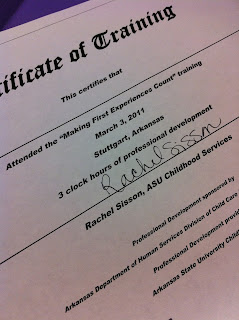 tificate of Training
This certifies that
Attended the "Making First Experiences Count" training
March 3, 2011
Stuttgart, Arkansas
3 clock hours of professional development
Rachel Sisson
Rachel Sisson, ASU Childhood Services
Professional Development sponsored by
Arkansas Department of Human Services Division of Child Care
Professional Development provi
Arkansas State University Child